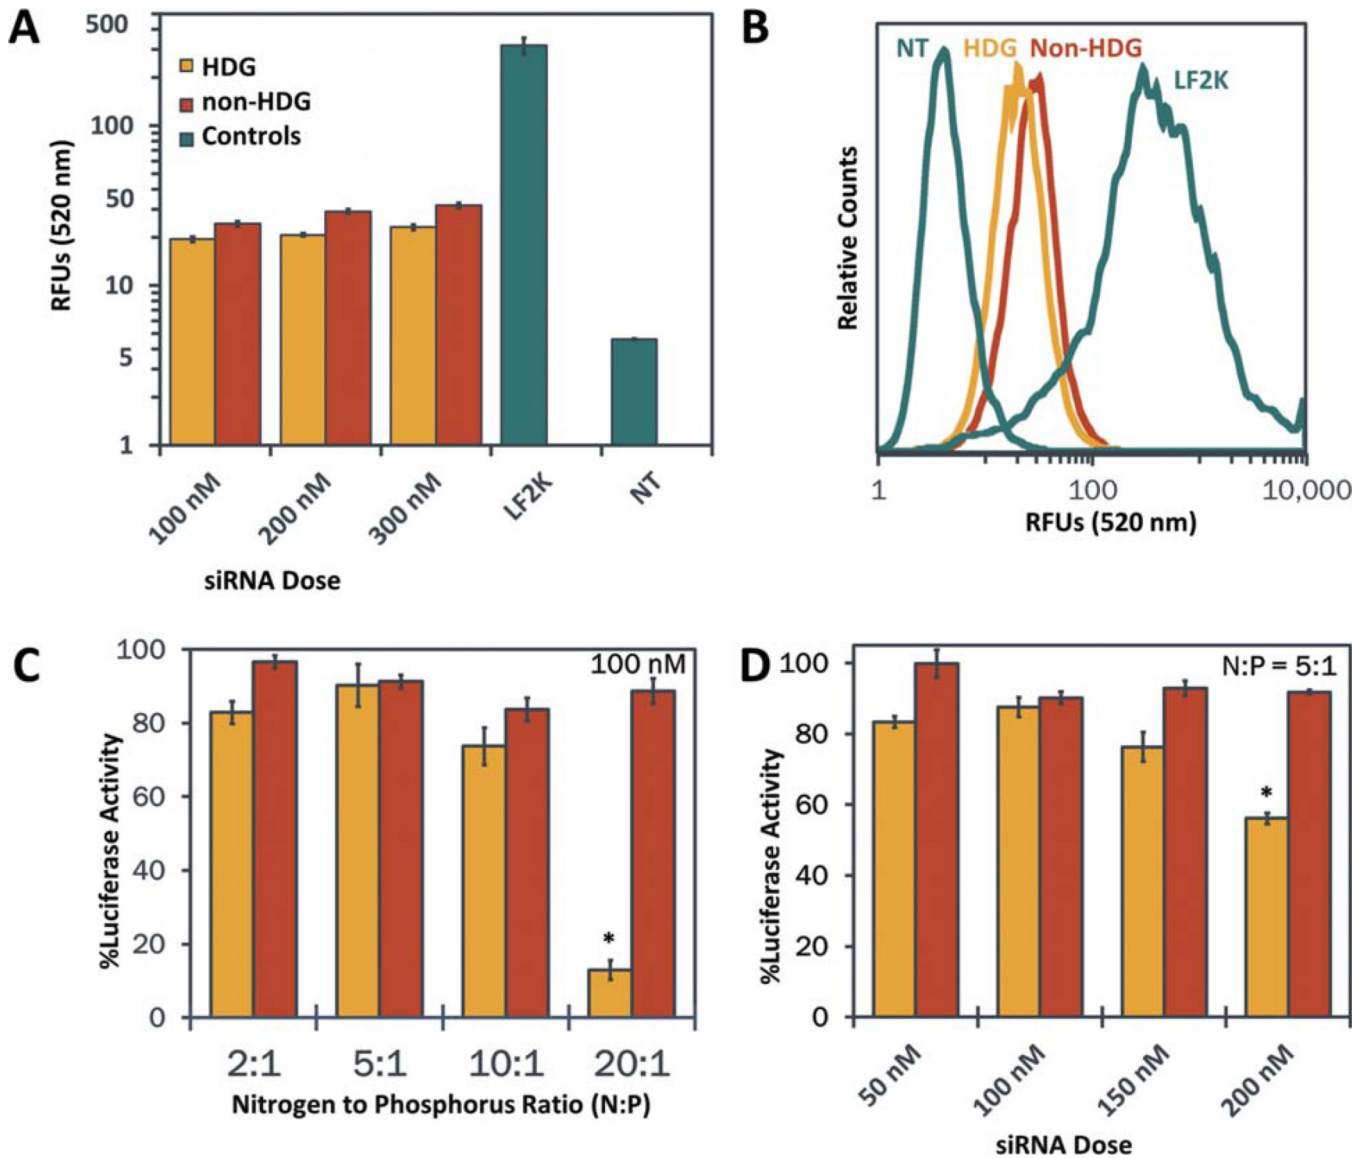 A
500
100
50
10
5
1
RFUs (520 nm)
HDG
non-HDG
Controls
100 nM
200 nM
300 nM
LF2K
NT
siRNA Dose
B
NT
HDG
Non-HDG
LF2K
Relative Counts
1
100
10,000
RFUs (520 nm)
C
100
80
60
40
20
0
%Luciferase Activity
100 nM
*
2:1
5:1
10:1
20:1
Nitrogen to Phosphorus Ratio (N:P)
D
100
80
60
40
20
0
%Luciferase Activity
N:P = 5:1
*
50 nM
100 nM
150 nM
200 nM
siRNA Dose